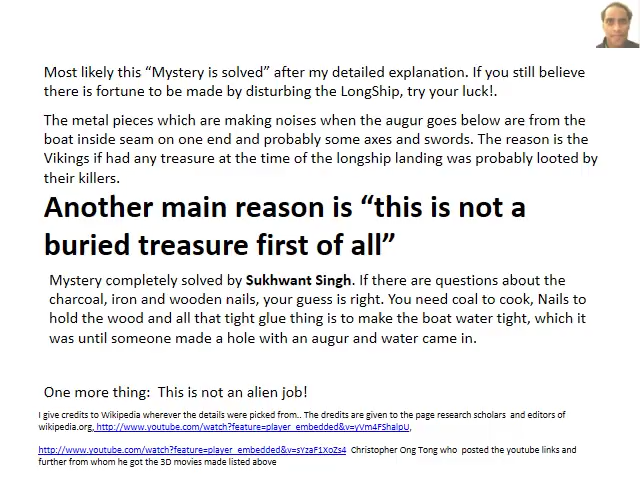 Most likely this “Mystery is solved” after my detailed explanation. If you still believe
there is fortune to be made by disturbing the LongShip, try your luck!.
The metal pieces which are making noises when the augur goes below are from the
boat inside seam on one end and probably some axes and swords. The reason is the
Vikings if had any treasure at the time of the longship landing was probably looted by
their killers.
Another main reason is “this is not a
buried treasure first of all”
Mystery completely solved by Sukhwant Singh. If there are questions about the
charcoal, iron and wooden nails, your guess is right. You need coal to cook, Nails to
hold the wood and all that tight glue thing is to make the boat water tight, which it
was until someone made a hole with an augur and water came in.
One more thing:  This is not an alien job!
I give credits to Wikipedia wherever the details were picked from.. The dredits are given to the page research scholars  and editors of
wikipedia.org, http://www.youtube.com/watch?feature=player_embedded&v=yVm4FShalpU,
http://www.youtube.com/watch?feature=player_embedded&v=sYzaF1XoZs4  Christopher Ong Tong who  posted the youtube links and
further from whom he got the 3D movies made listed above